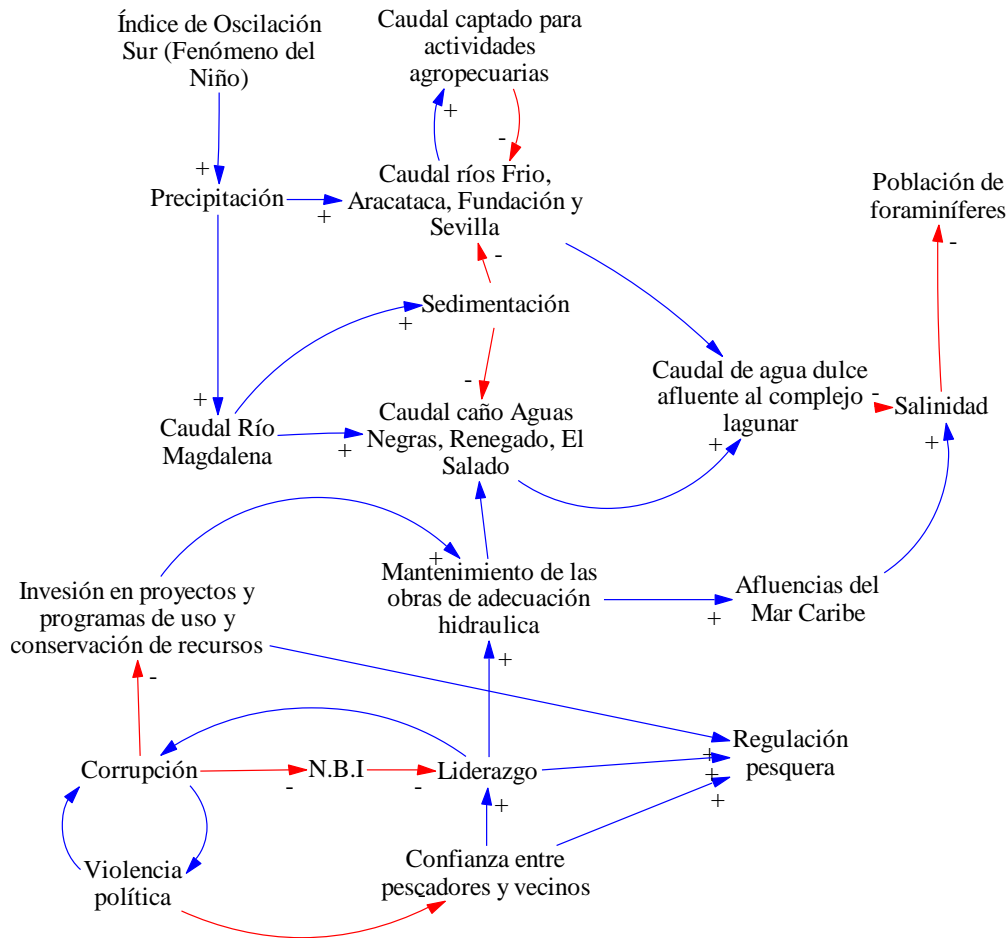 Índice de Oscilación
Sur (Fenómeno del
Niño)
Caudal captado para
actividades
agropecuarias
+
-
+
Caudal ríos Frio,
Aracataca, Fundación y
Sevilla
Precipitación
+
Población de
foraminíferes
-
-
Sedimentación
+
-
+
Caudal Río
Magdalena
+
Caudal caño Aguas
Negras, Renegado, El
Salado
Caudal de agua dulce
afluente al complejo
lagunar
+
-
Salinidad
+
+
Mantenimiento de las
obras de adecuación
hidraulica
+
Afluencias del
Mar Caribe
+
Invesión en proyectos y
programas de uso y
conservación de recursos
-
Corrupción
-
N.B.I
-
Liderazgo
+
Regulación
pesquera
+
+
+
Violencia
política
Confianza entre
pescadores y vecinos
-